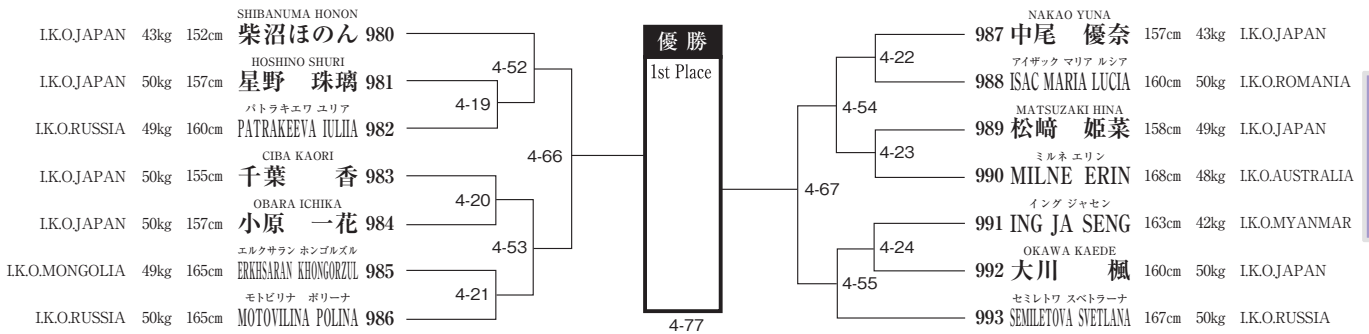 SHIBANUMA HONON
I.K.O.JAPAN 43kg 152cm 柴沼ほのん 980
HOSHINO SHURI
I.K.O.JAPAN 50kg 157cm 星野 珠璃 981
パトラキエワ ユリア
I.K.O.RUSSIA 49kg 160cm PATRAKEEVA IULIIA 982
CIBA KAORI
I.K.O.JAPAN 50kg 155cm 千葉 香 983
OBARA ICHIKA
I.K.O.JAPAN 50kg 157cm 小原 一花 984
エルクサラン ホンゴルズル
I.K.O.MONGOLIA 49kg 165cm ERKHSARAN KHONGORZUL 985
モトビリナ ポリーナ
I.K.O.RUSSIA 50kg 165cm MOTOVILINA POLINA 986
4-52
4-19
4-66
4-20
4-53
4-21
優勝
1st Place
4-77
NAKAO YUNA
987 中尾 優奈 157cm 43kg I.K.O.JAPAN
アイザック マリア ルシア
988 ISAC MARIA LUCIA 160cm 50kg I.K.O.ROMANIA
MATSUZAKI HINA
989 松﨑 姫菜 158cm 49kg I.K.O.JAPAN
ミルネ エリン
990 MILNE ERIN 168cm 48kg I.K.O.AUSTRALIA
イング ジャセン
991 ING JA SENG 163cm 42kg I.K.O.MYANMAR
OKAWA KAEDE
992 大川 楓 160cm 50kg I.K.O.JAPAN
セミレトワ スベトラーナ
993 SEMILETOVA SVETLANA 167cm 50kg I.K.O.RUSSIA
4-22
4-54
4-23
4-67
4-24
4-55